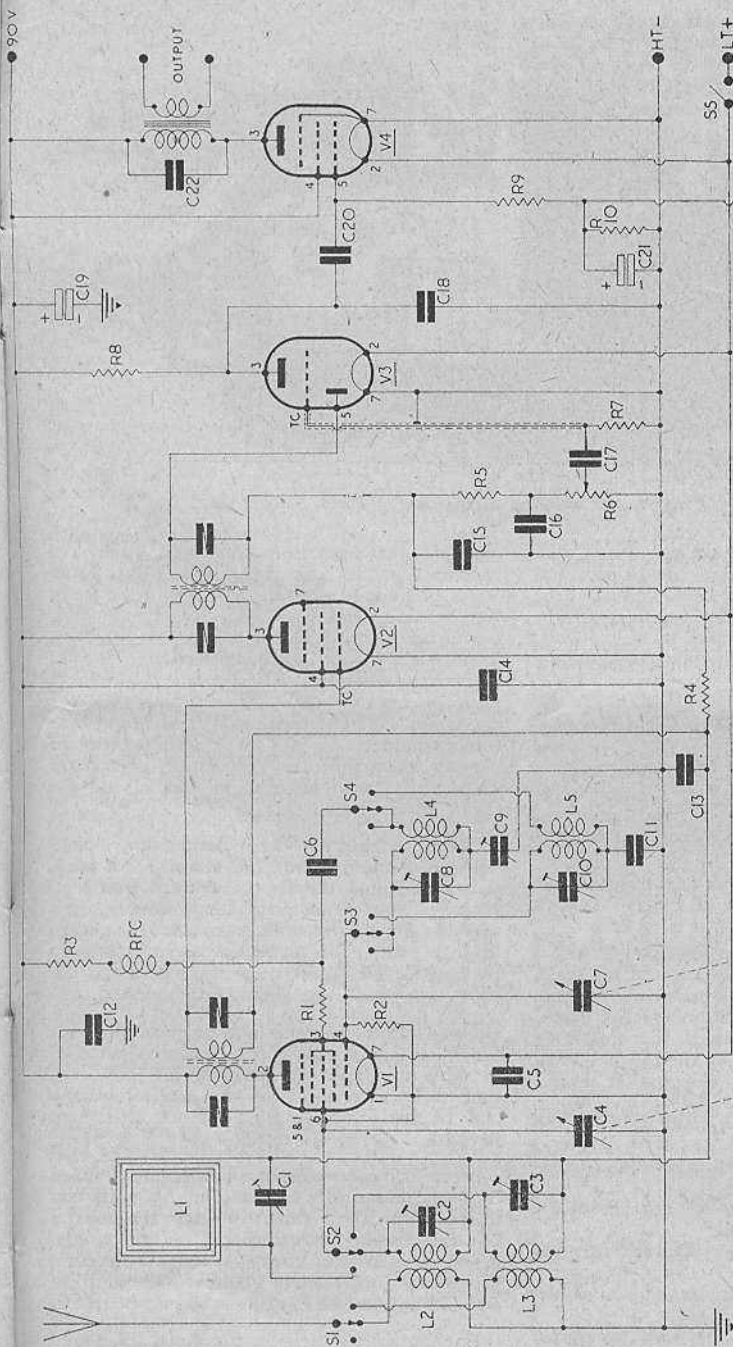 90V
OUTPUT
C22
3
4
5
V4
7
2
C20
R9
R10
+
-
C21
HT-
LT+
S5
+
-
C19
R8
C18
3
TC
5
V3
7
2
R7
C17
R5
R6
C16
C15
3
7
4
TC
V2
7
2
C14
R4
C13
S4
L4
C9
L5
C11
C6
C8
C10
S3
R3
RFC
R1
R2
C7
C12
2
3
4
5&1
6
V1
1
7
C5
C4
L1
C1
S2
C2
C3
S1
L2
L3